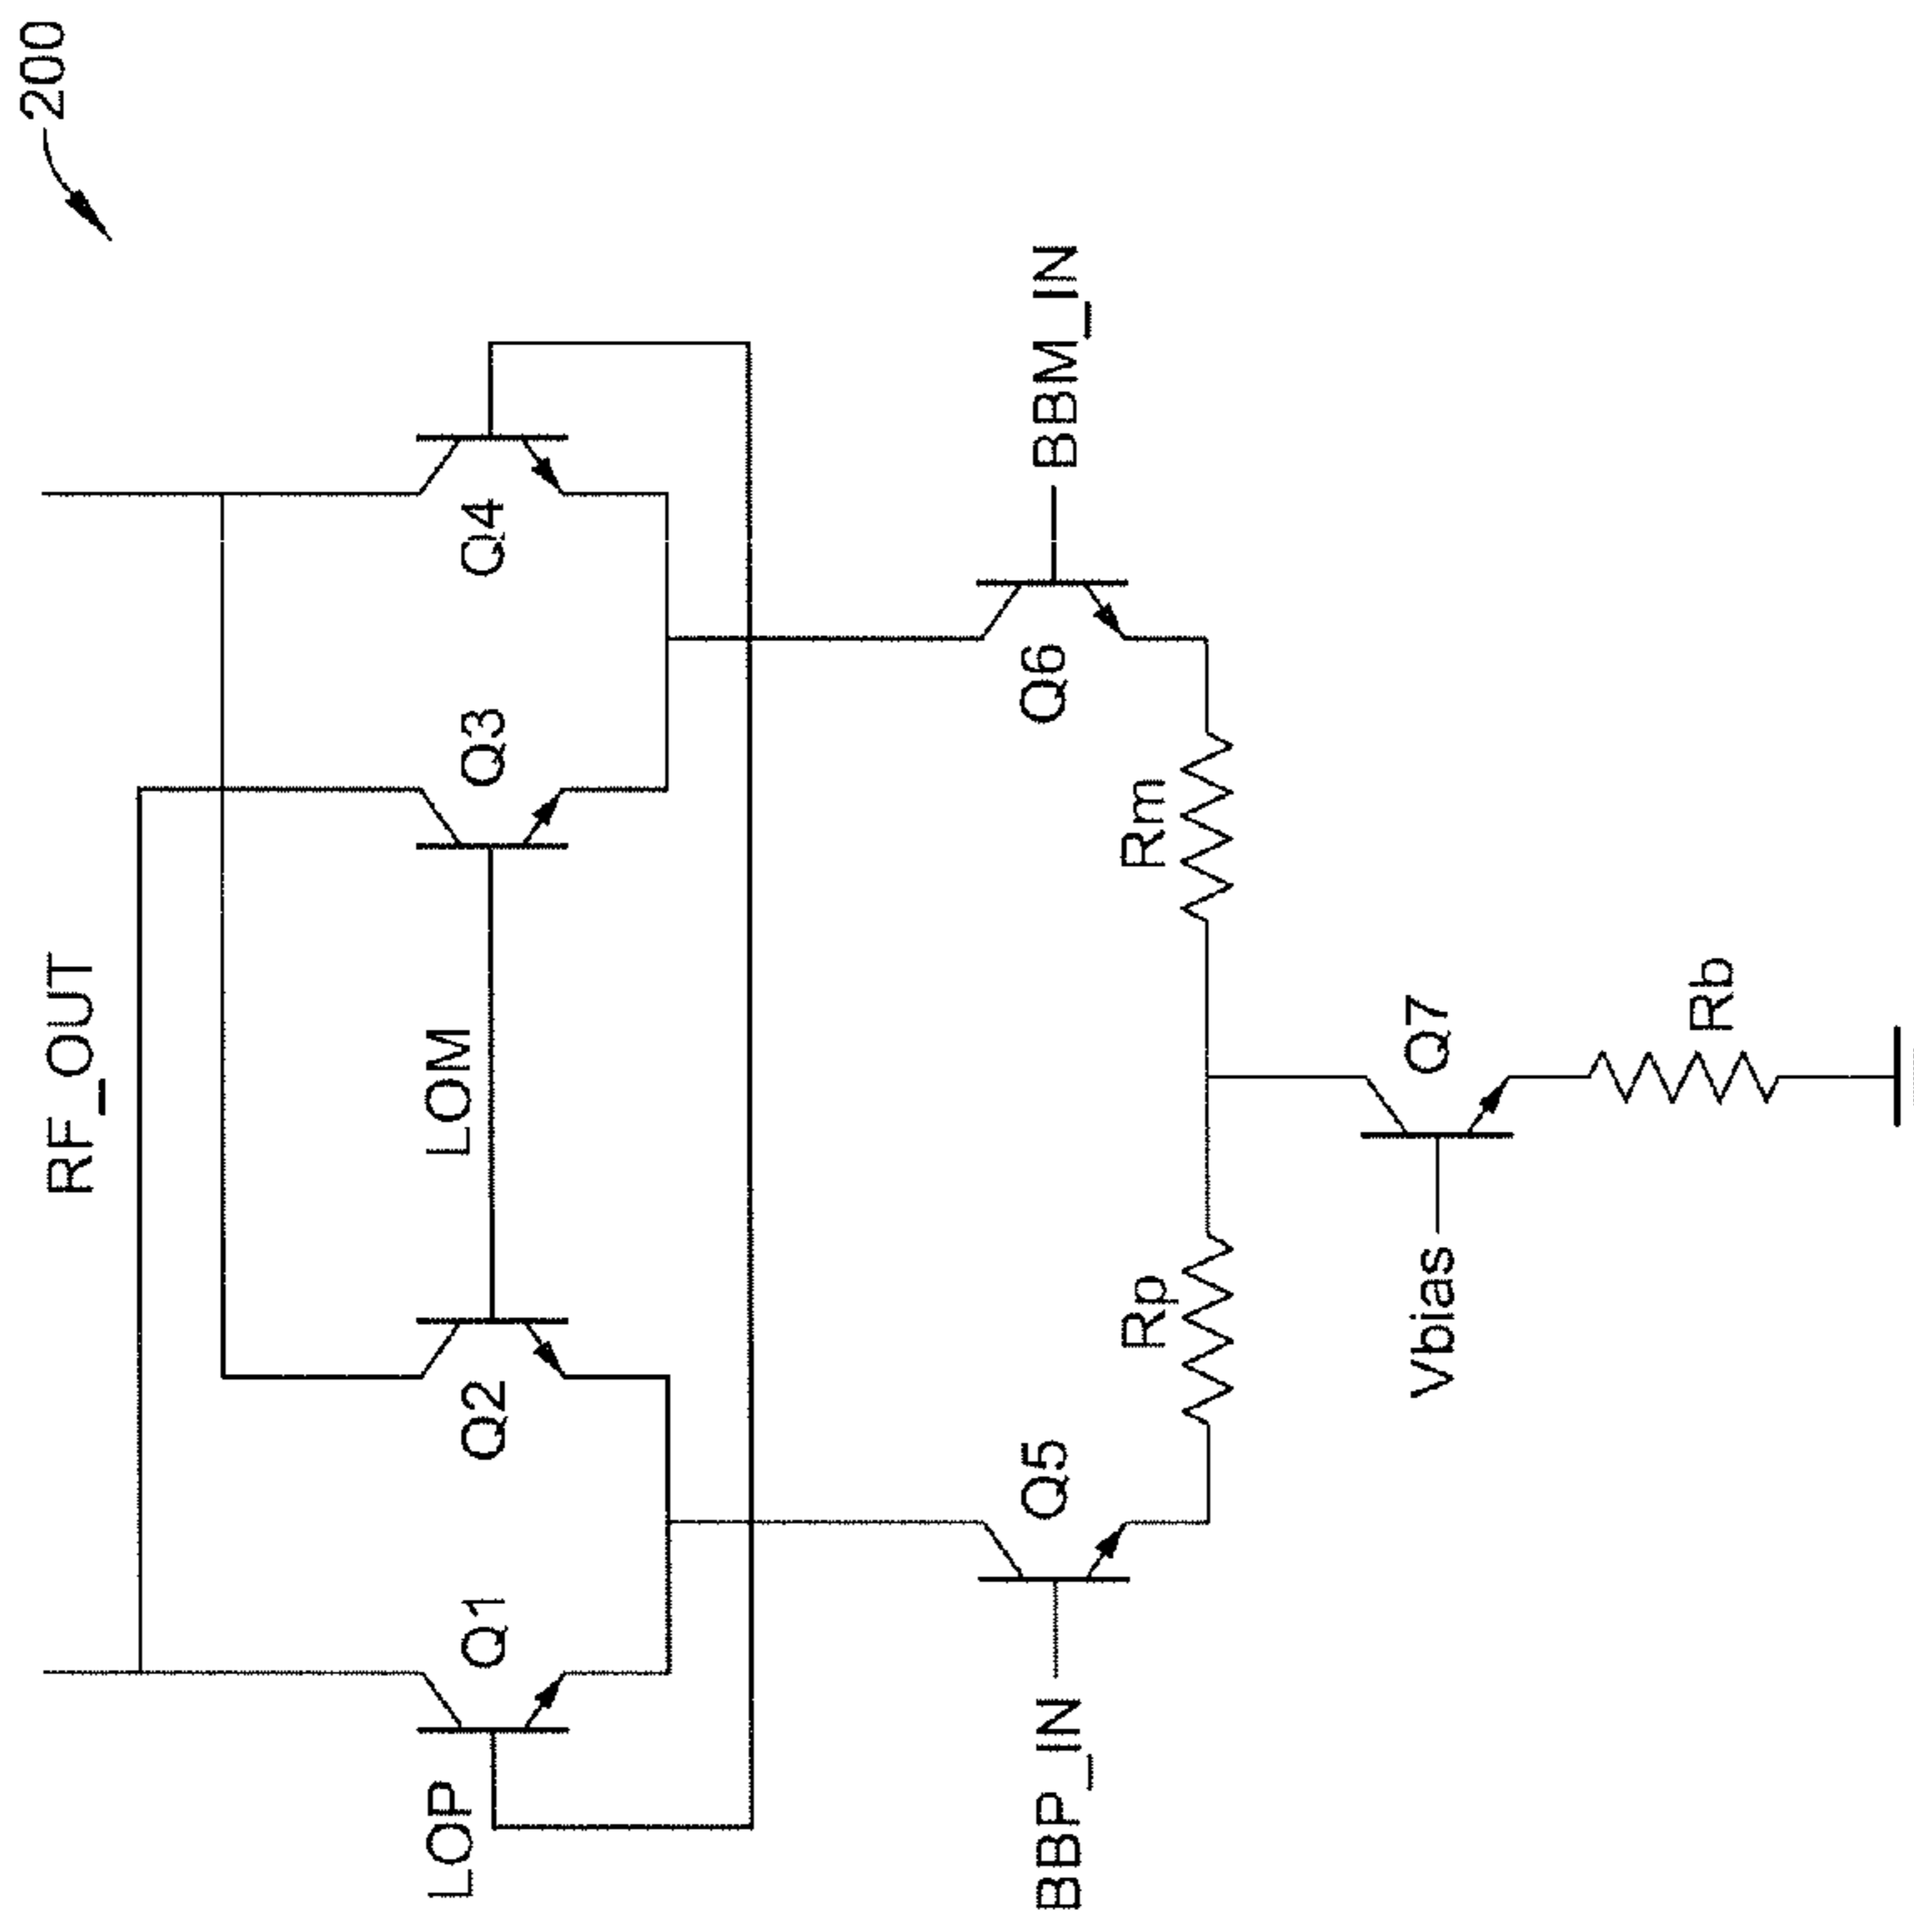 200
RF_OUT
LOP
LOM
Q1
Q2
Q3
Q4
BBP_IN
Q5
Q6
BBM_IN
Rp
Rm
Vbias
Q7
Rb